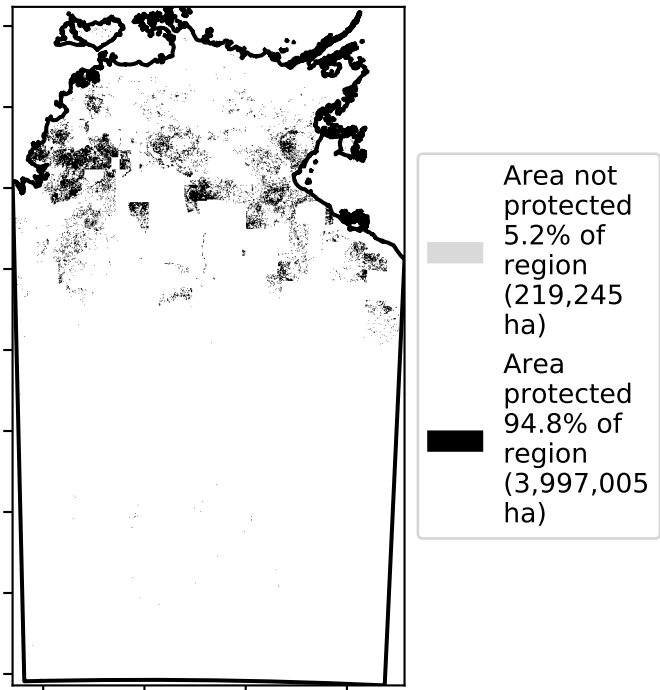 Area not
protected
5.2% of
region
(219,245
ha)
Area
protected
94.8% of
region
(3,997,005
ha)